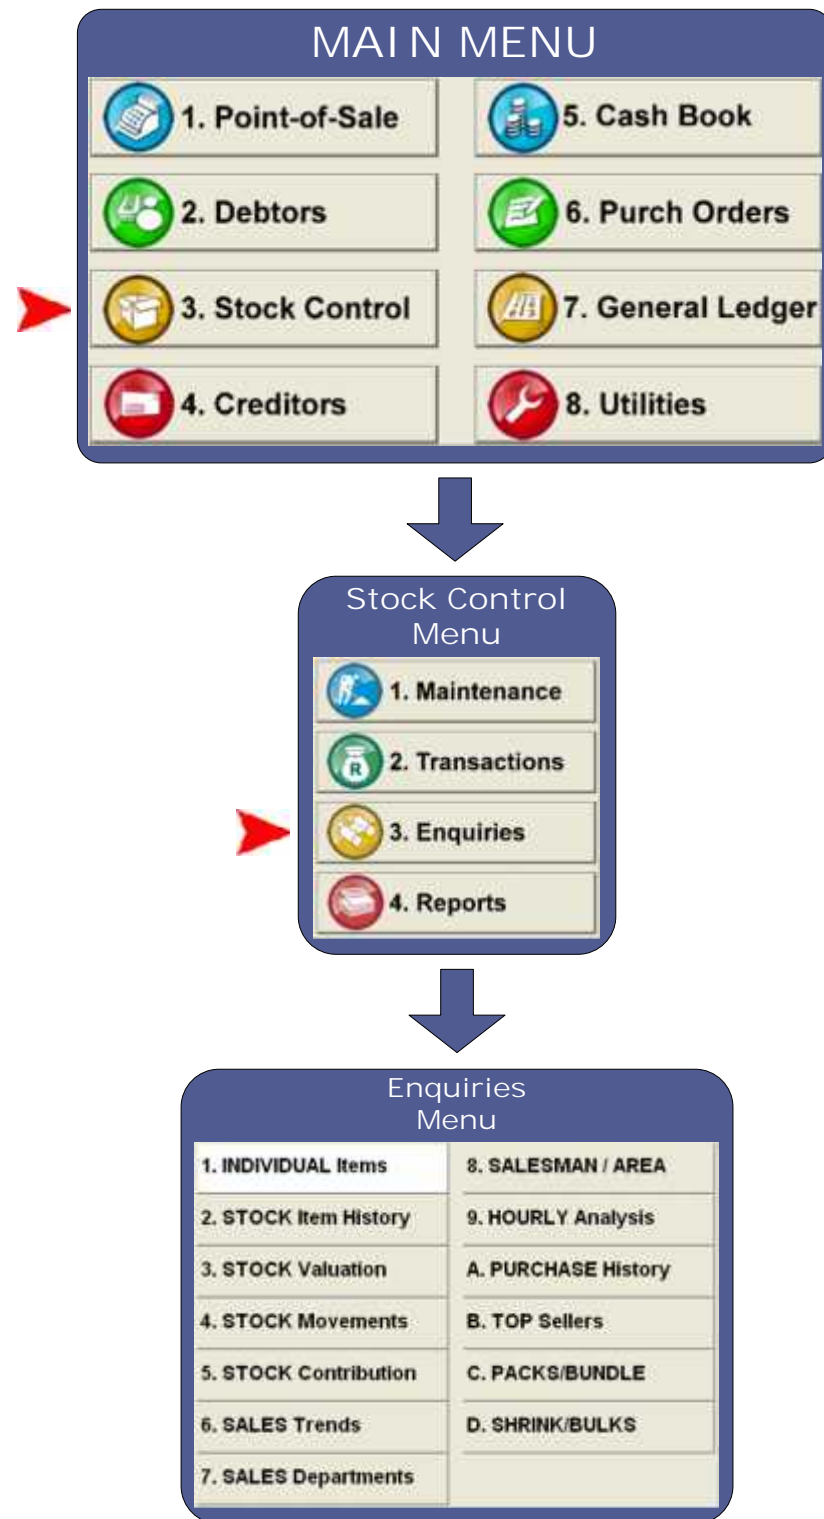 MAIN MENU
1. Point-of-Sale
5. Cash Book
2. Debtors
6. Purch Orders
3. Stock Control
7. General Ledger
4. Creditors
8. Utilities
Stock Control
Menu
1. Maintenance
R
2. Transactions
3. Enquiries
4. Reports
Enquiries
Menu
1. INDIVIDUAL Items
8. SALESMAN / AREA
2. STOCK Item History
9. HOURLY Analysis
3. STOCK Valuation
A. PURCHASE History
4. STOCK Movements
B. TOP Sellers
5. STOCK Contribution
C. PACKS/BUNDLE
6. SALES Trends
D. SHRINK/BULKS
7. SALES Departments